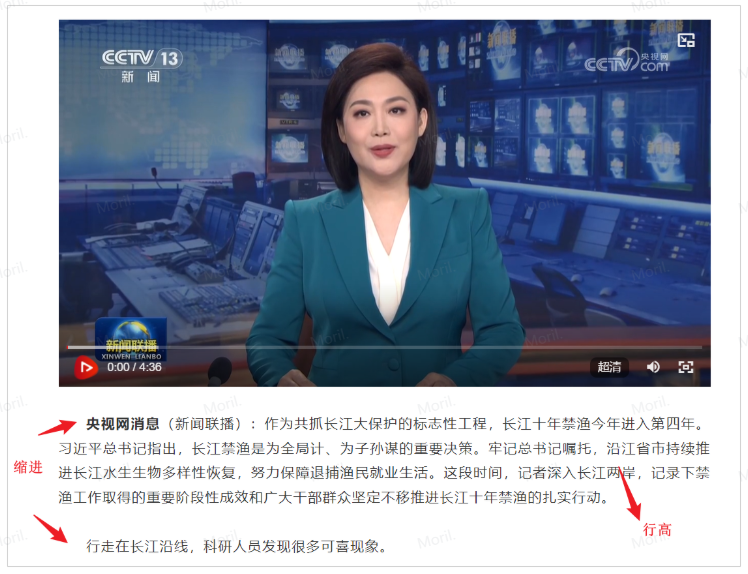 CCTV 13
新闻
央视网
CCTV com
新闻联播
XINWEN LIANBO
0:00 / 4:36
超清
央视网消息（新闻联播）：作为共抓长江大保护的标志性工程，长江十年禁渔今年进入第四年。
习近平总书记指出，长江禁渔是为全局计、为子孙谋的重要决策。牢记总书记嘱托，沿江省市持续推
缩进
进长江水生生物多样性恢复，努力保障退捕渔民就业生活。这段时间，记者深入长江两岸，记录下禁
渔工作取得的重要阶段性成效和广大干部群众坚定不移推进长江十年禁渔的扎实行动。
行高
行走在长江沿线，科研人员发现很多可喜现象。
Moril.